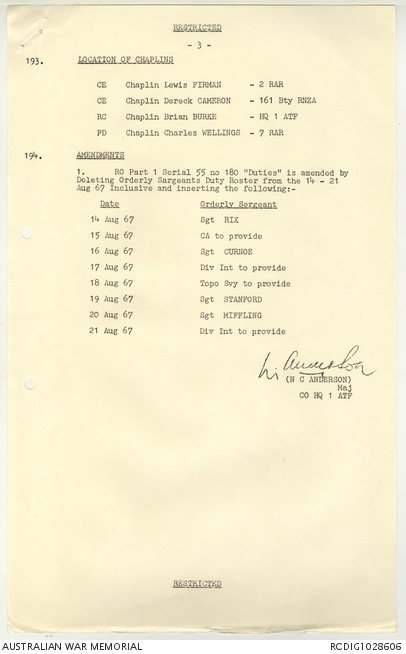 RESTRICTED
- 3 -
193. LOCATION OF CHAPLINS
CE Chaplin Lewis FIRMAN - 2 RAR
CE Chaplin Dereck CAMERON - 161 Bty RNZA
RC Chaplin Brian BURKE - HQ 1 ATF
PD Chaplin Charles WELLINGS - 7 RAR
194. AMENDMENTS
1. RO Part 1 Serial 55 no 180 "Duties" is amended by
Deleting Orderly Sargeants Duty Roster from the 14 - 21
Aug 67 Inclusive and inserting the following:-
Date Orderly Sergeant
14 Aug 67 Sgt RIX
15 Aug 67 CA to provide
16 Aug 67 Sgt CURNOE
17 Aug 67 Div Int to provide
18 Aug 67 Topo Svy to provide
19 Aug 67 Sgt STANFORD
20 Aug 67 Sgt MIFFLING
21 Aug 67 Div Int to provide
Anderson
(N C ANDERSON)
Maj
CO HQ 1 ATF
RESTRICTED
AUSTRALIAN WAR MEMORIAL RCDIG1028606